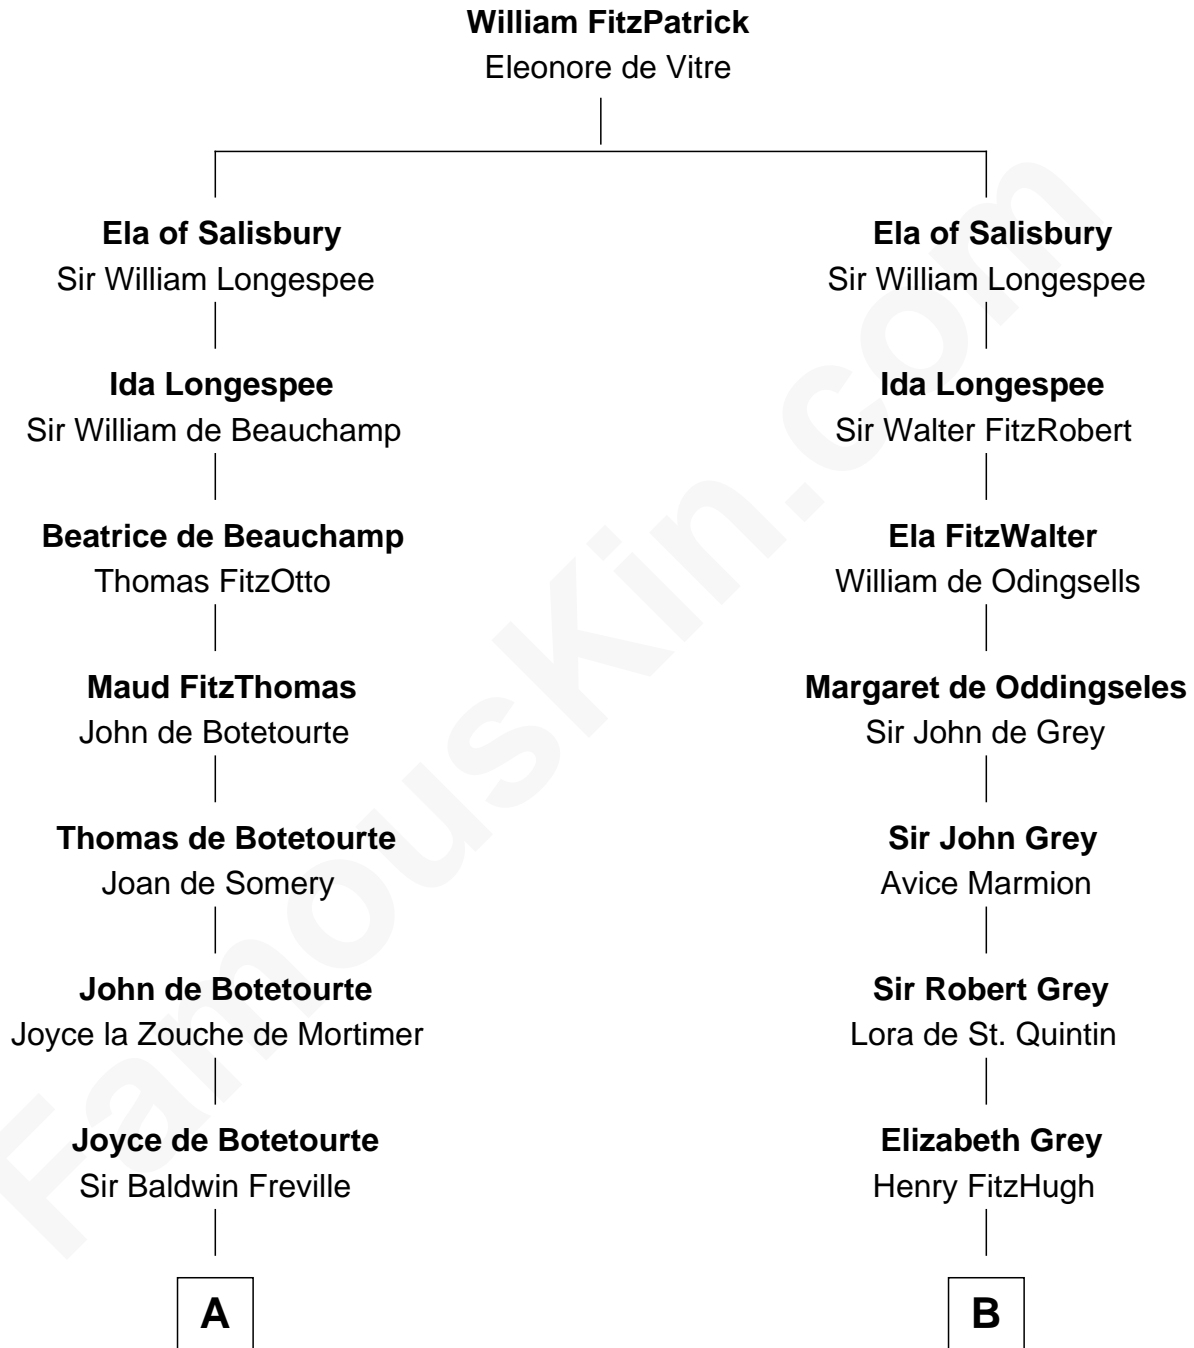 William FitzPatrick
Eleonore de Vitre
Ela of Salisbury
Sir William Longespee
Ida Longespee
Sir William de Beauchamp
Beatrice de Beauchamp
Thomas FitzOtto
Maud FitzThomas
John de Botetourte
Thomas de Botetourte
Joan de Somery
John de Botetourte
Joyce la Zouche de Mortimer
Joyce de Botetourte
Sir Baldwin Freville
A
Ela of Salisbury
Sir William Longespee
Ida Longespee
Sir Walter FitzRobert
Ela FitzWalter
William de Odingsells
Margaret de Oddingseles
Sir John de Grey
Sir John Grey
Avice Marmion
Sir Robert Grey
Lora de St. Quintin
Elizabeth Grey
Henry FitzHugh
B
FamousKin.com